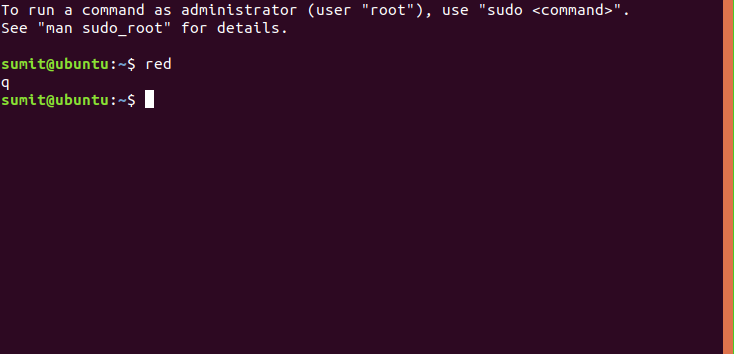 To run a command as administrator (user "root"), use "sudo <command>".
See "man sudo_root" for details.
sumit@ubuntu:~$ red
q
sumit@ubuntu:~$